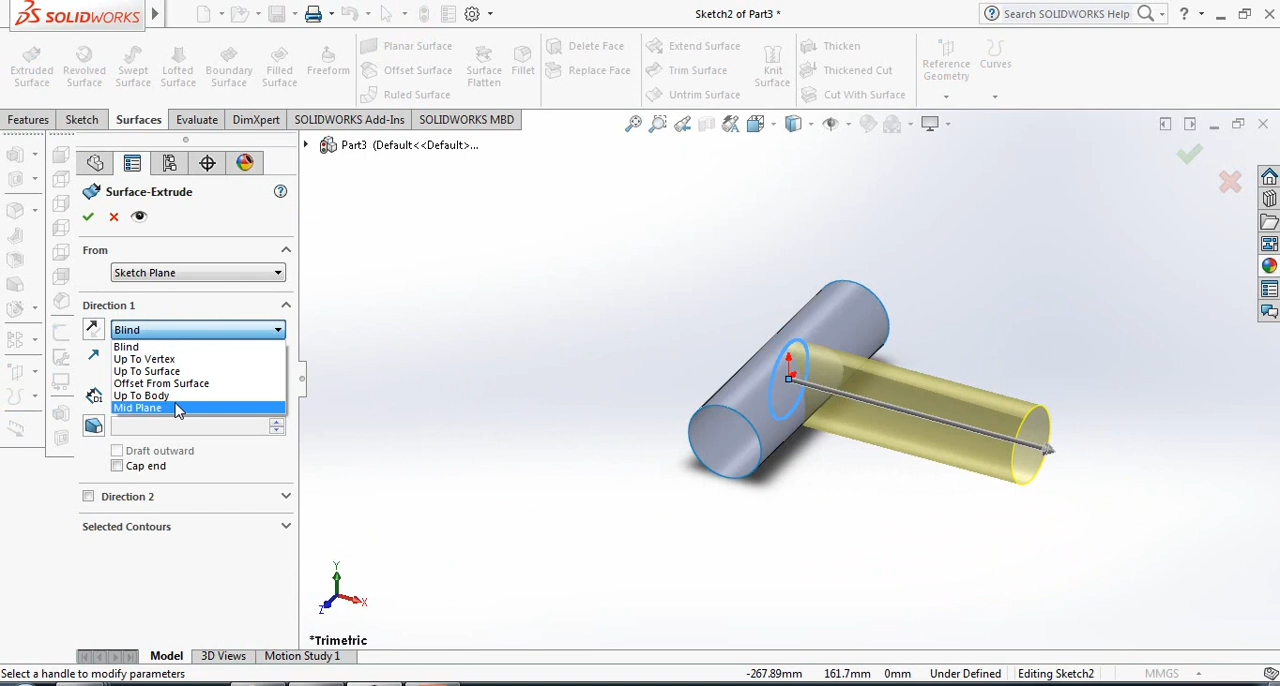 SOLIDWORKS
Sketch2 of Part3 *
Search SOLIDWORKS Help
Extruded Surface
Revolved Surface
Swept Surface
Lofted Surface
Boundary Surface
Filled Surface
Freeform
Planar Surface
Offset Surface
Ruled Surface
Surface Flatten
Fillet
Delete Face
Replace Face
Extend Surface
Trim Surface
Untrim Surface
Knit Surface
Thicken
Thickened Cut
Cut With Surface
Reference Geometry
Curves
Features
Sketch
Surfaces
Evaluate
DimXpert
SOLIDWORKS Add-Ins
SOLIDWORKS MBD
Part3 (Default<<Default>...
Surface-Extrude
From
Sketch Plane
Direction 1
Blind
Blind
Up To Vertex
Up To Surface
Offset From Surface
Up To Body
Mid Plane
Draft outward
Cap end
Direction 2
Selected Contours
Y
X
Z
*Trimetric
Model
3D Views
Motion Study 1
Select a handle to modify parameters
-267.89mm
161.7mm
0mm
Under Defined
Editing Sketch2
MMGS